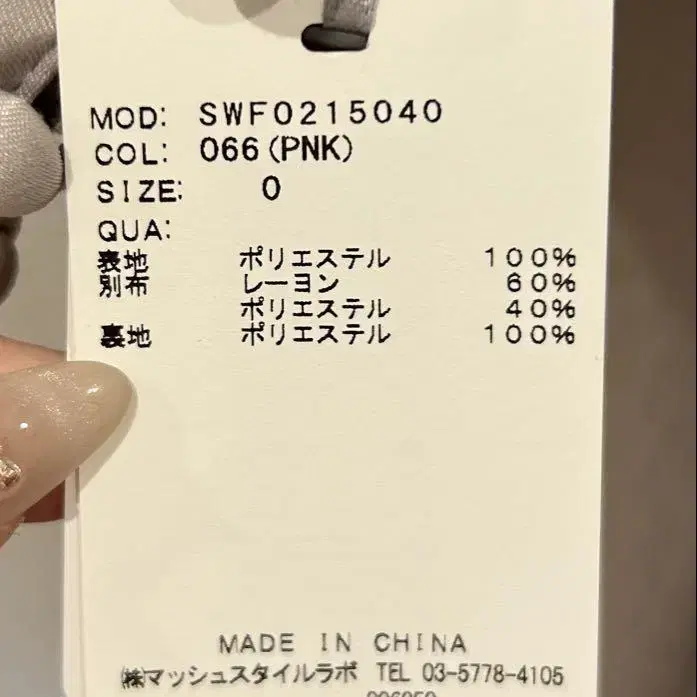 MOD: SWF0215040
COL: 066(PNK)
SIZE: 0
QUA:
表地 ポリエステル 100%
別布 レーヨン 60%
ポリエステル 40%
裏地 ポリエステル 100%
MADE IN CHINA
㈱マッシュスタイルラボ TEL 03-5778-4105